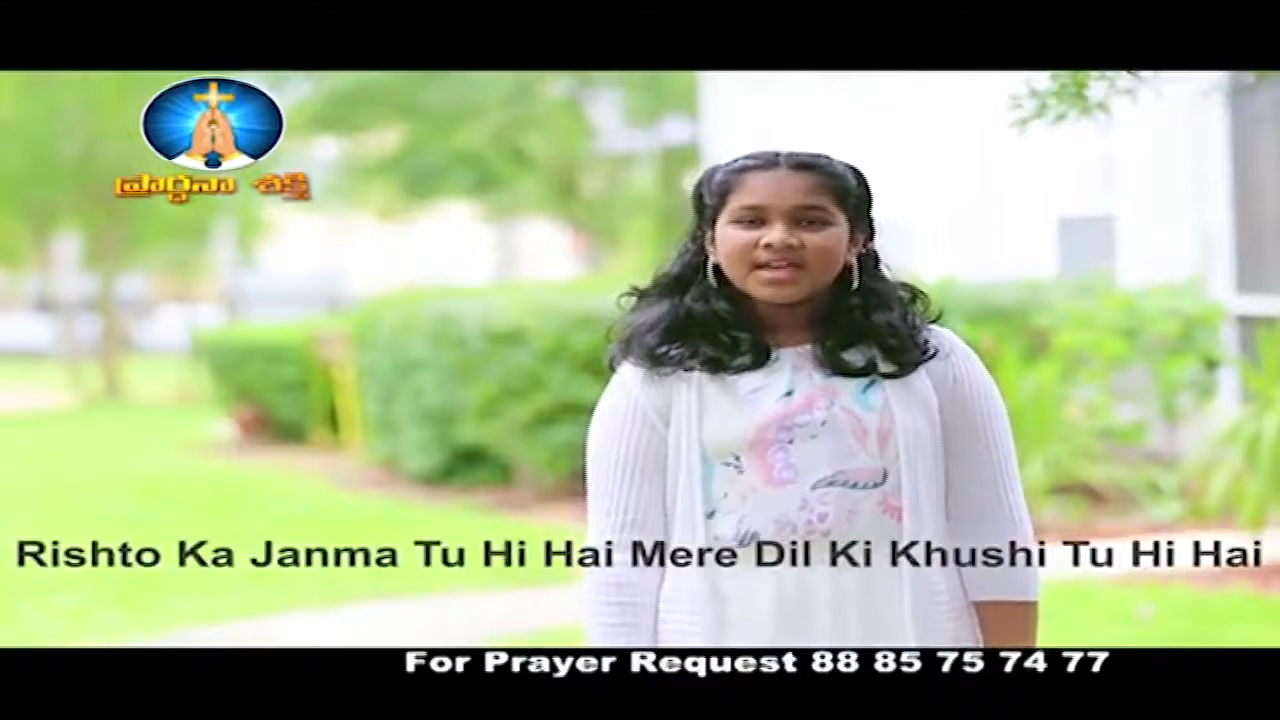 ప్రార్ధనా శక్తి
Rishto Ka Janma Tu Hi Hai Mere Dil Ki Khushi Tu Hi Hai
For Prayer Request 88 85 75 74 77